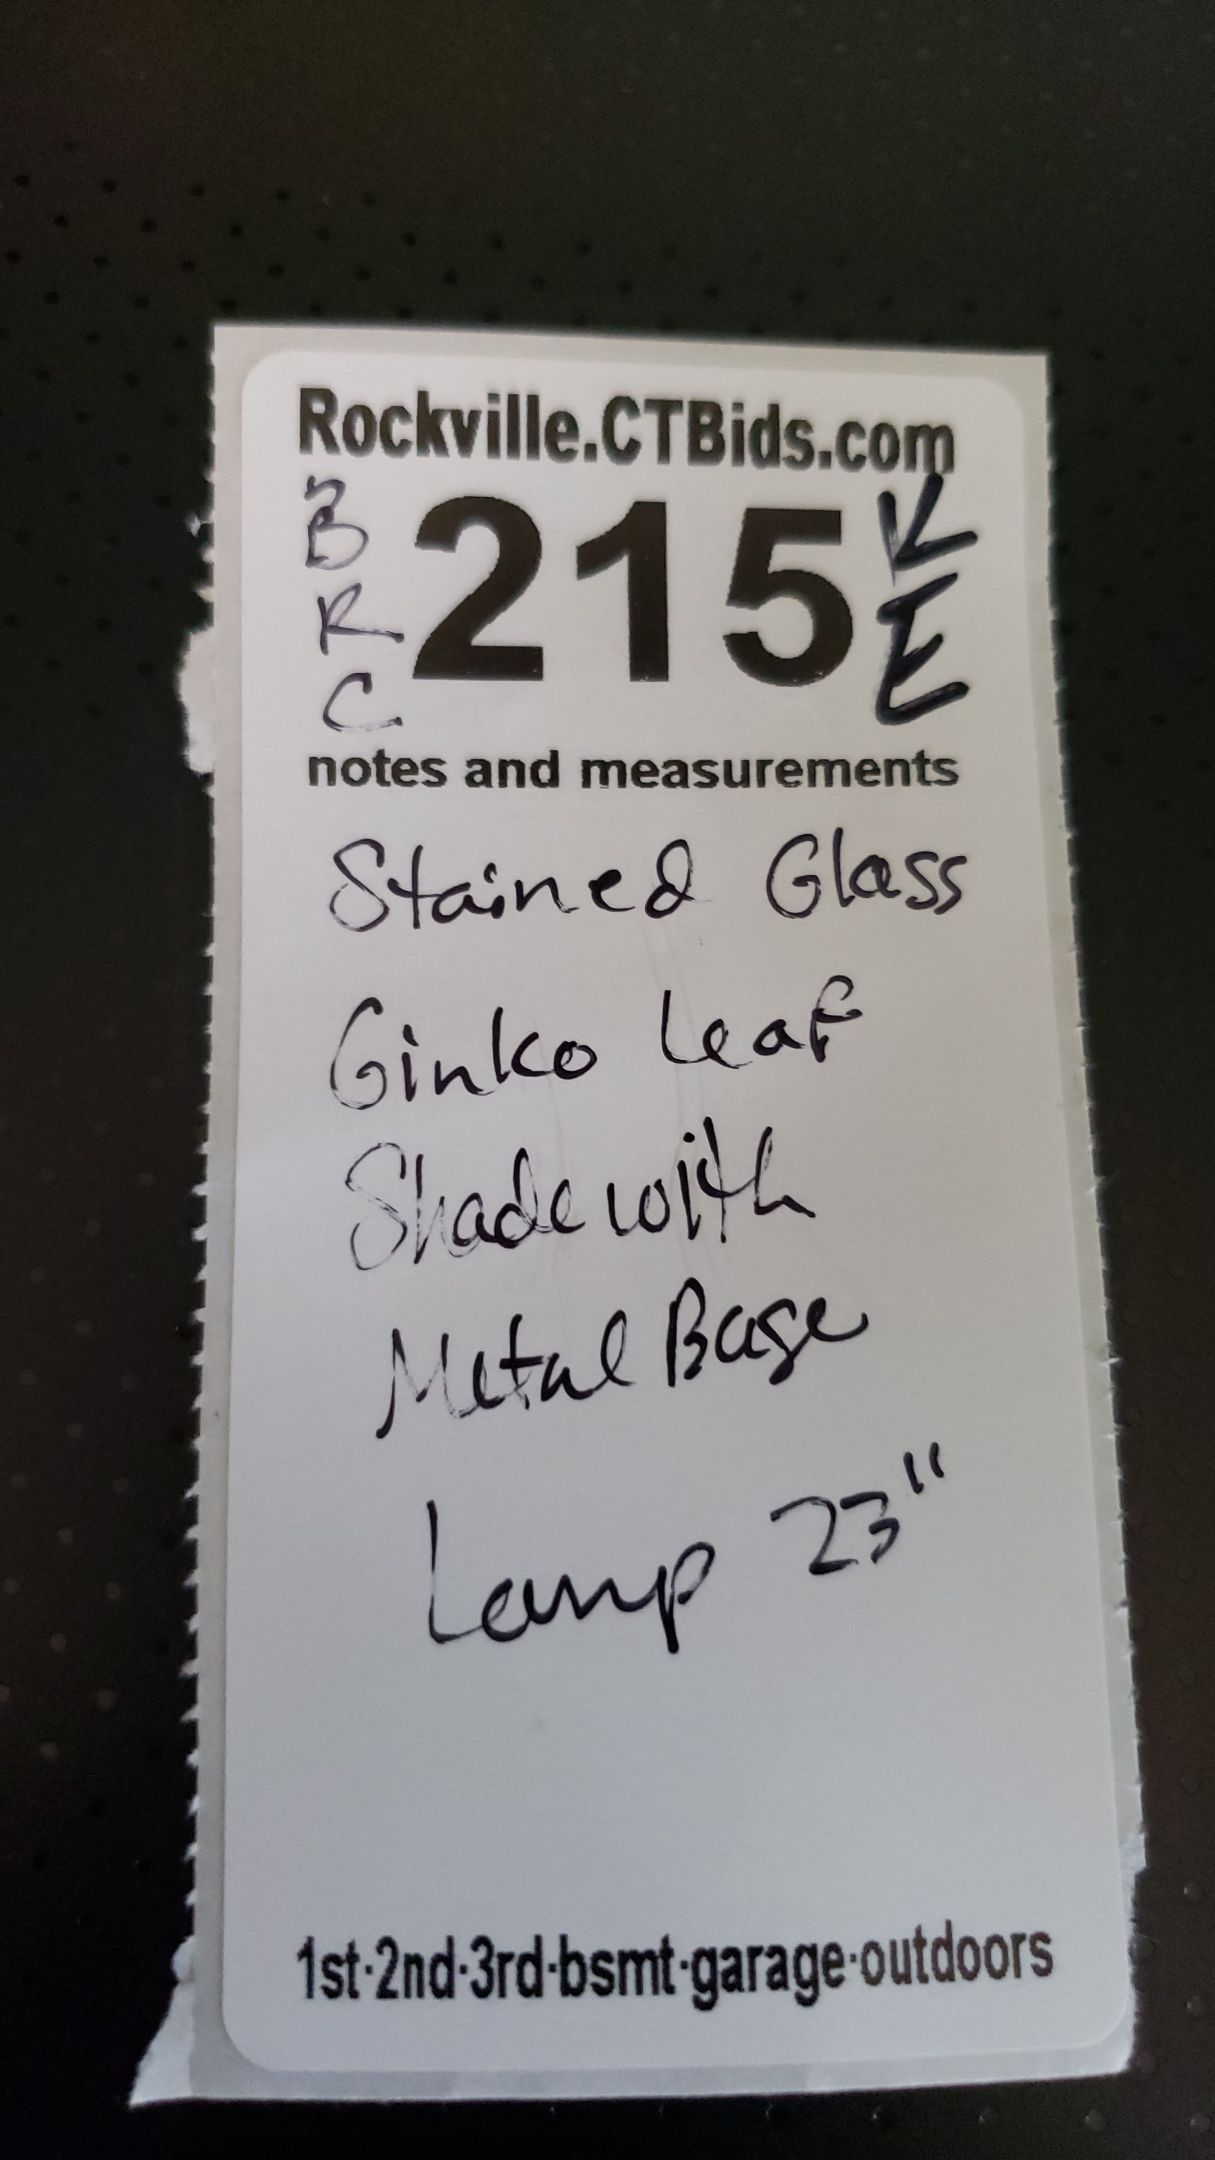 Rockville.CTBids.com
B
R
C
215
K
E
notes and measurements
Stained Glass
Ginko Leaf
Shade with
Metal Base
Lamp 23"
1st·2nd·3rd·bsmt·garage·outdoors